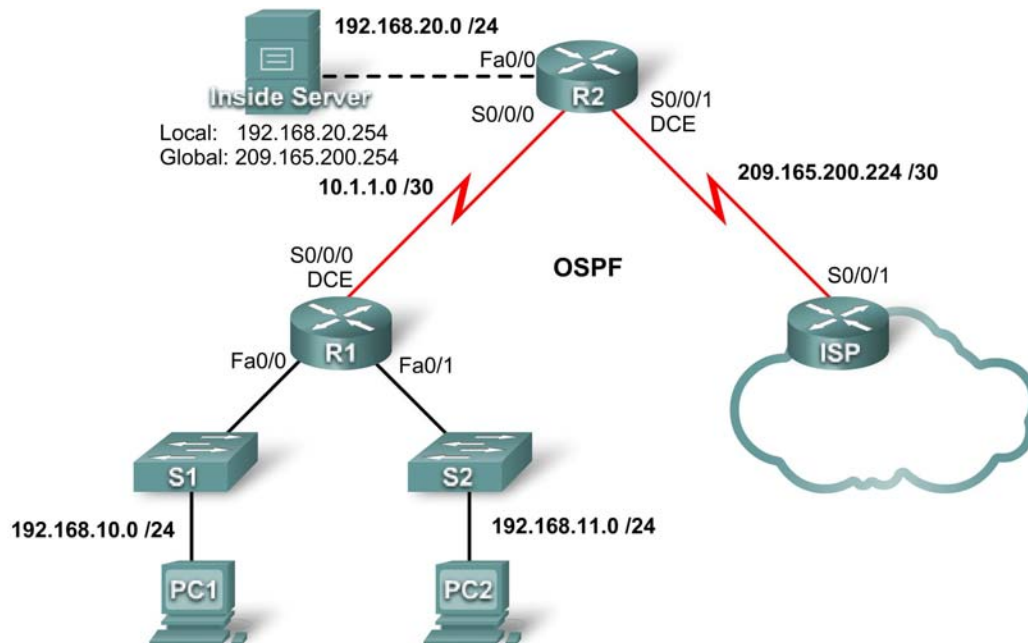 192.168.20.0 /24
Fa0/0
R2
Inside Server
S0/0/0
S0/0/1
DCE
Local: 192.168.20.254
Global: 209.165.200.254
10.1.1.0 /30
209.165.200.224 /30
S0/0/0
DCE
OSPF
S0/0/1
R1
ISP
Fa0/0
Fa0/1
S1
S2
192.168.10.0 /24
192.168.11.0 /24
PC1
PC2